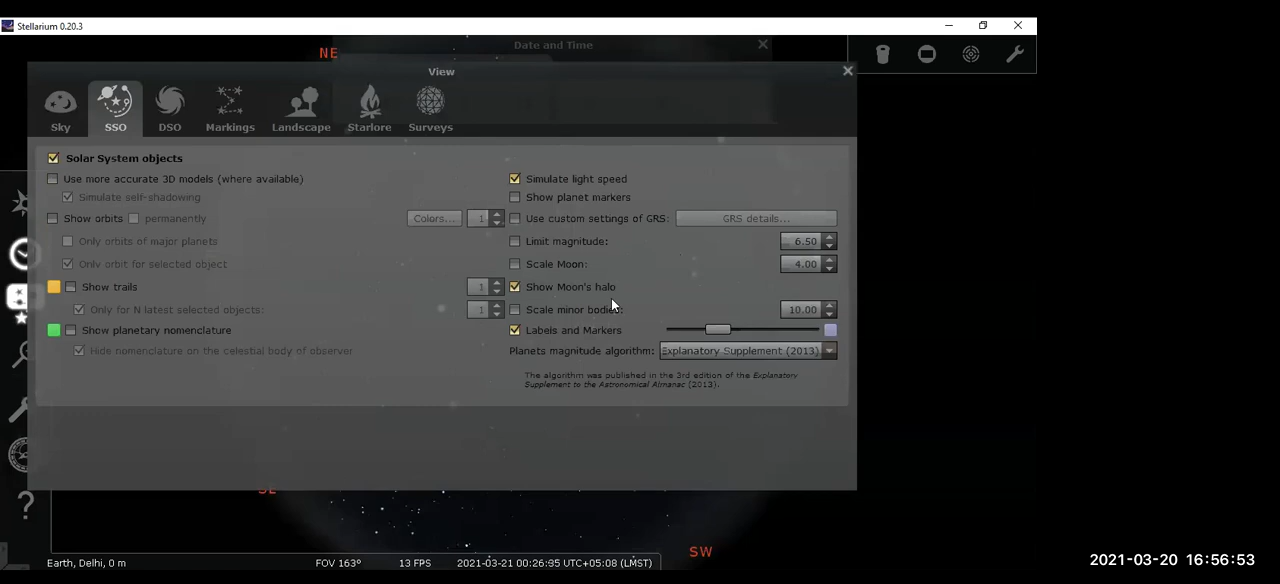 Stellarium 0.20.3
NE
Date and Time
View
Sky
SSO
DSO
Markings
Landscape
Starlore
Surveys
Solar System objects
Use more accurate 3D models (where available)
Simulate light speed
Simulate self-shadowing
Show planet markers
Show orbits
permanently
Colors...
1
Use custom settings of GRS:
GRS details...
Only orbits of major planets
Limit magnitude:
6.50
Only orbit for selected object
Scale Moon:
4.00
Show trails
1
Show Moon's halo
Only for N latest selected objects:
1
Scale minor bodies:
10.00
Show planetary nomenclature
Labels and Markers
Hide nomenclature on the celestial body of observer
Planets magnitude algorithm:
Explanatory Supplement (2013)
The algorithm was published in the 3rd edition of the Explanatory
Supplement to the Astronomical Almanac (2013).
SE
SW
Earth, Delhi, 0 m
FOV 163°
13 FPS
2021-03-21 00:26:95 UTC+05:08 (LMST)
2021-03-20 16:56:53